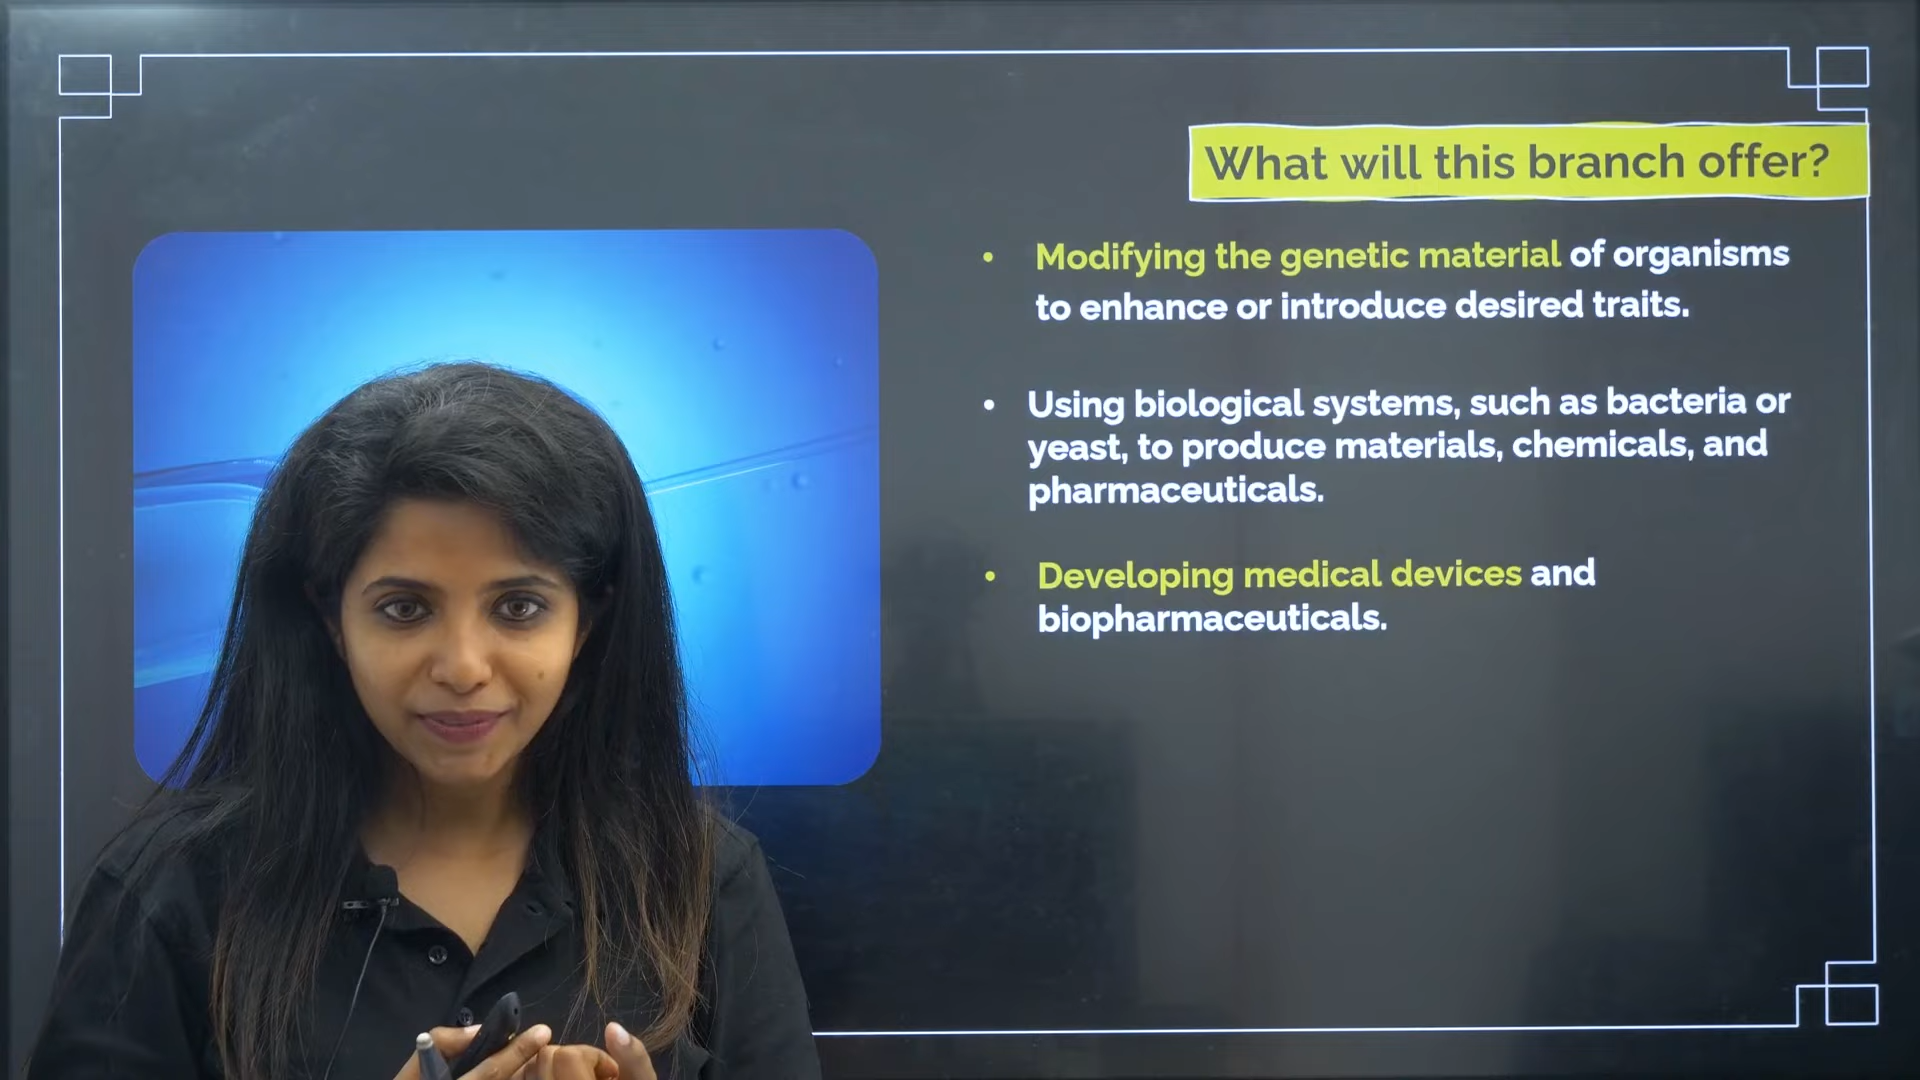 What will this branch offer?
• Modifying the genetic material of organisms
to enhance or introduce desired traits.
• Using biological systems, such as bacteria or
yeast, to produce materials, chemicals, and
pharmaceuticals.
• Developing medical devices and
biopharmaceuticals.